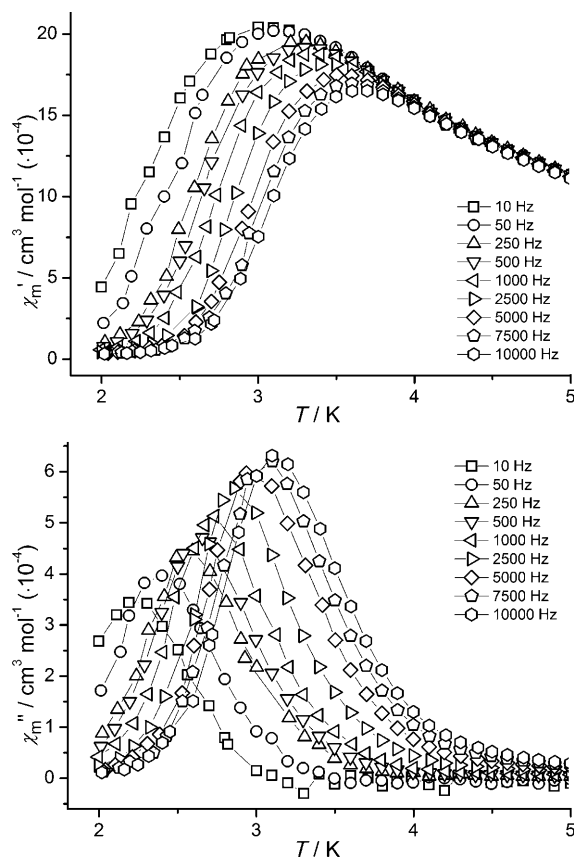 20
15
10
5
0
χm' / cm³ mol⁻¹ (·10⁻⁴)
10 Hz
50 Hz
250 Hz
500 Hz
1000 Hz
2500 Hz
5000 Hz
7500 Hz
10000 Hz
2 3 4 5
T / K
6
5
4
3
2
1
0
χm'' / cm³ mol⁻¹ (·10⁻⁴)
10 Hz
50 Hz
250 Hz
500 Hz
1000 Hz
2500 Hz
5000 Hz
7500 Hz
10000 Hz
2 3 4 5
T / K